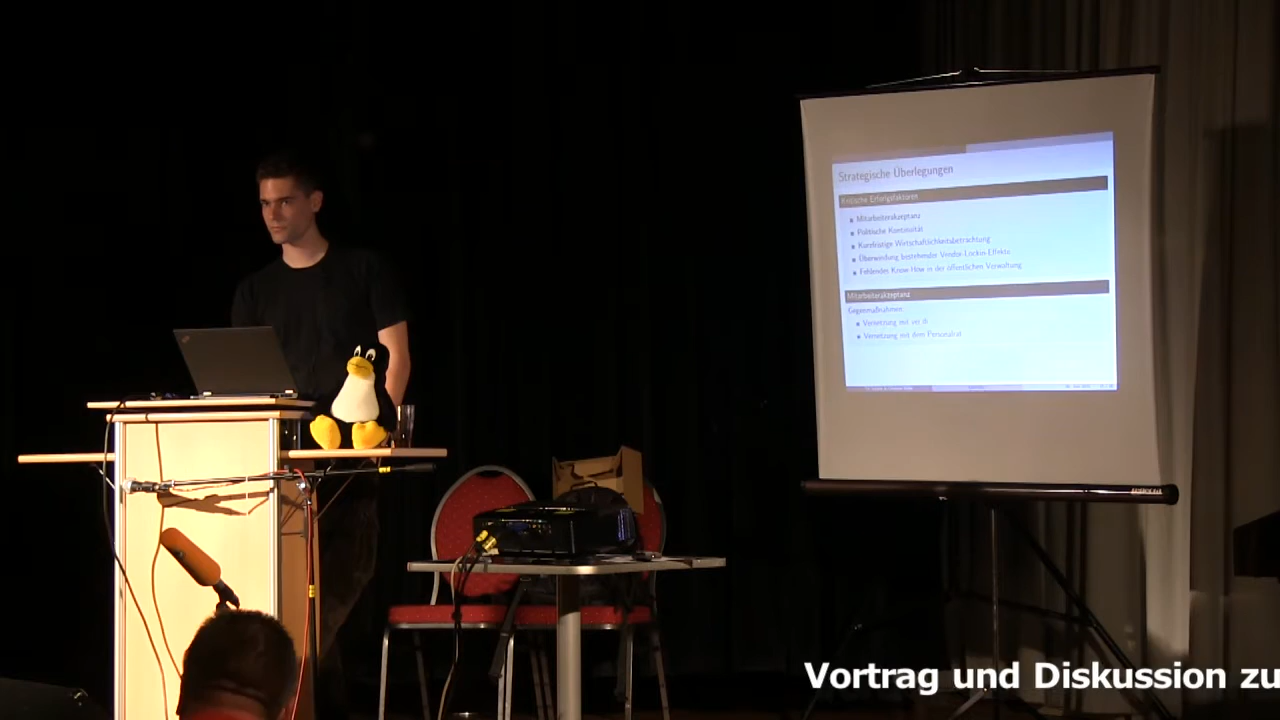 Strategische Überlegungen
Kritische Erfolgsfaktoren
Mitarbeiterakzeptanz
Politische Kontinuität
Kurzfristige Wirtschaftlichkeitsbetrachtung
Überwindung bestehender Vendor-Lockin-Effekte
Fehlendes Know-How in der öffentlichen Verwaltung
Mitarbeiterakzeptanz
Gegenmaßnahmen
Vernetzung mit ver.di
Vernetzung mit dem Personalrat
Vortrag und Diskussion zu